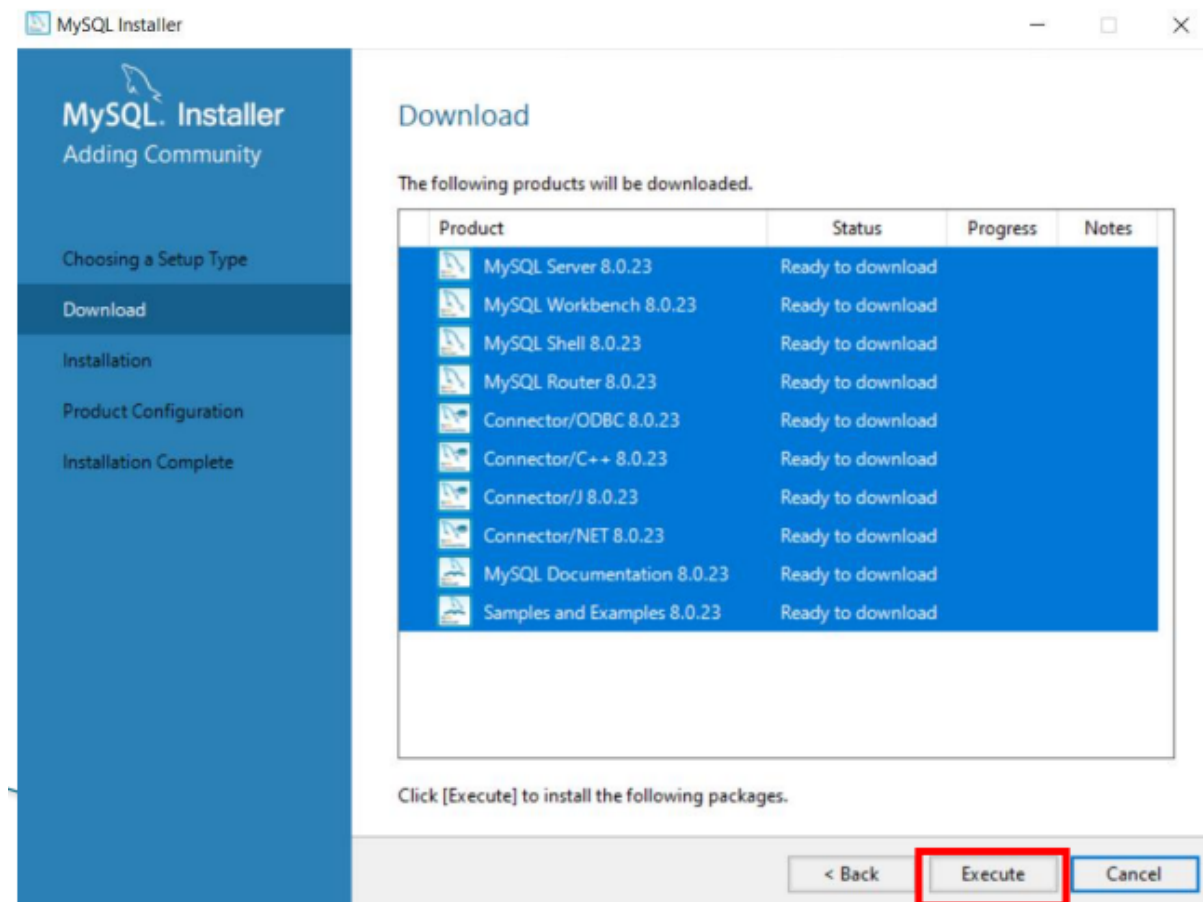 MySQL Installer
MySQL. Installer
Adding Community
Choosing a Setup Type
Download
Installation
Product Configuration
Installation Complete
Download
The following products will be downloaded.
Product Status Progress Notes
MySQL Server 8.0.23 Ready to download
MySQL Workbench 8.0.23 Ready to download
MySQL Shell 8.0.23 Ready to download
MySQL Router 8.0.23 Ready to download
Connector/ODBC 8.0.23 Ready to download
Connector/C++ 8.0.23 Ready to download
Connector/J 8.0.23 Ready to download
Connector/NET 8.0.23 Ready to download
MySQL Documentation 8.0.23 Ready to download
Samples and Examples 8.0.23 Ready to download
Click [Execute] to install the following packages.
< Back Execute Cancel